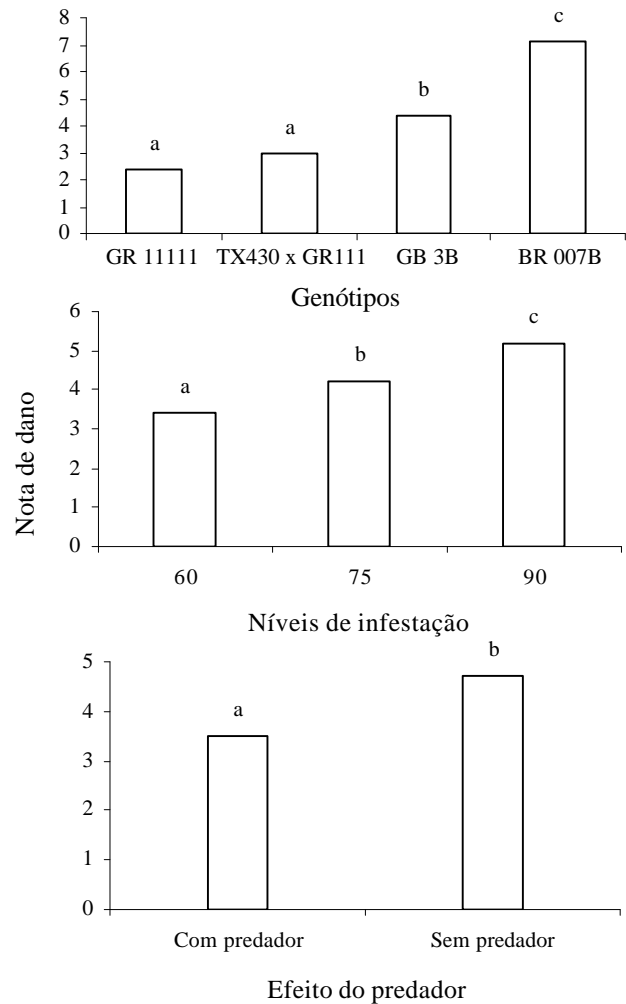 8
7
6
5
4
3
2
1
0
a
a
b
c
GR 11111 TX430 x GR111 GB 3B BR 007B
Genótipos
Nota de dano
6
5
4
3
2
1
0
a
b
c
60 75 90
Níveis de infestação
5
4
3
2
1
0
a
b
Com predador Sem predador
Efeito do predador